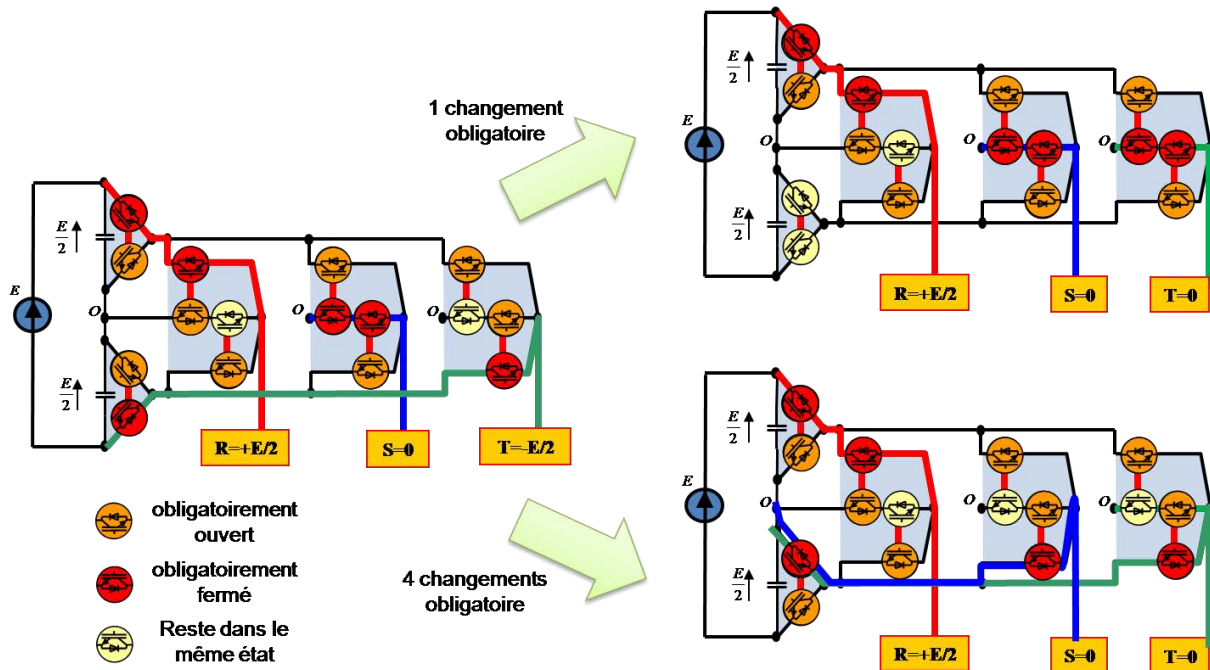 E
E/2
O
E/2
R=+E/2
S=0
T=-E/2
obligatoirement
ouvert
obligatoirement
fermé
Reste dans le
même état
1 changement
obligatoire
4 changements
obligatoire
E
E/2
O
O
O
E/2
R=+E/2
S=0
T=0
E
E/2
O
O
O
E/2
R=+E/2
S=0
T=0